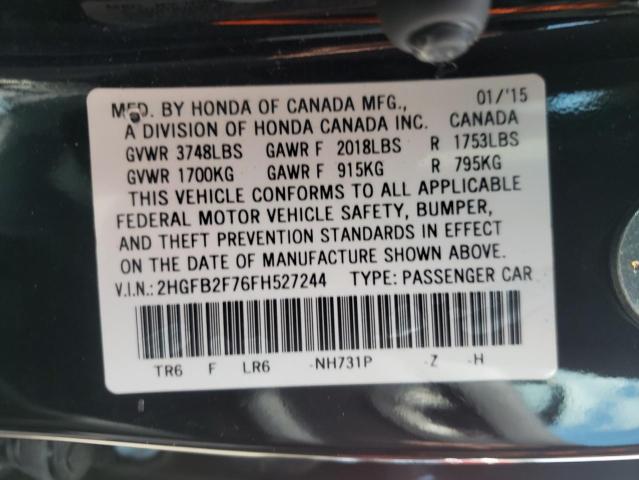 MFD. BY HONDA OF CANADA MFG., 01/'15
A DIVISION OF HONDA CANADA INC. CANADA
GVWR 3748LBS GAWR F 2018LBS R 1753LBS
GVWR 1700KG GAWR F 915KG R 795KG
THIS VEHICLE CONFORMS TO ALL APPLICABLE
FEDERAL MOTOR VEHICLE SAFETY, BUMPER,
AND THEFT PREVENTION STANDARDS IN EFFECT
ON THE DATE OF MANUFACTURE SHOWN ABOVE.
V.I.N.: 2HGFB2F76FH527244 TYPE: PASSENGER CAR
TR6 F LR6 -NH731P -Z -H